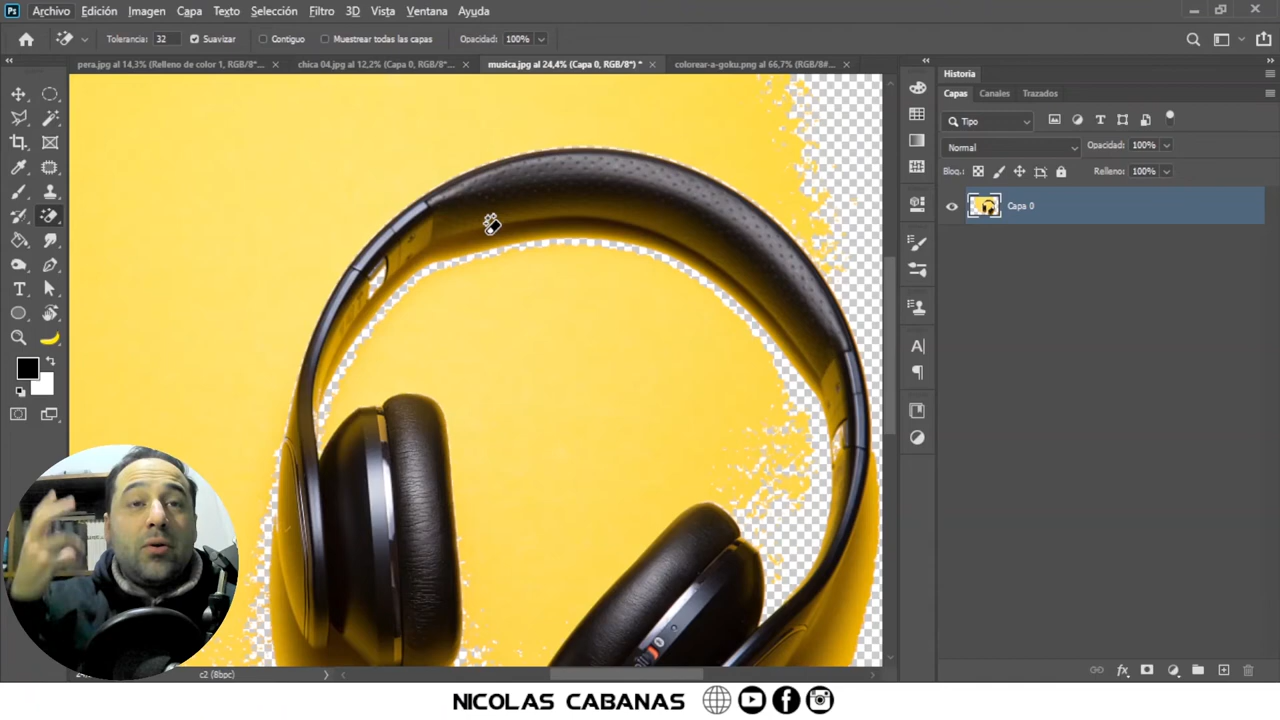 Ps Archivo Edición Imagen Capa Texto Selección Filtro 3D Vista Ventana Ayuda
Tolerancia: 32 Suavizar Contiguo Muestrear todas las capas Opacidad: 100%
pera.jpg al 14,3% (Relleno de color 1, RGB/8*) chica 04.jpg al 12,2% (Capa 0, RGB/8*) musica.jpg al 24,4% (Capa 0, RGB/8*) * colorear-a-goku.png al 66,7% (RGB/8#...
Historia
Capas Canales Trazados
Tipo
Normal Opacidad: 100%
Bloq.: Relleno: 100%
Capa 0
c2 (8bpc)
NICOLAS CABANAS